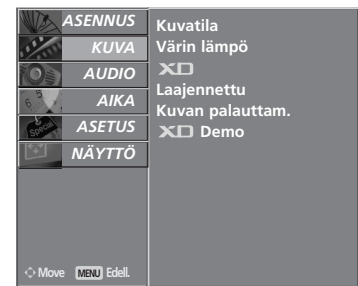 ASENNUS
KUVA
AUDIO
AIKA
ASETUS
NÄYTTÖ
Kuvatila
Värin lämpö
XD
Laajennettu
Kuvan palauttam.
XD Demo
Move MENU Edell.